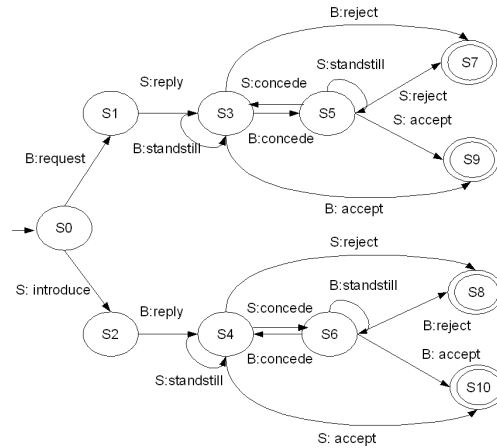 B:reject
S7
S:standstill
S:reply
S:concede
S1
S3
S5
S:reject
S: accept
B:standstill
B:concede
B:request
S9
S0
B: accept
S:reject
S: introduce
B:standstill
S8
B:reply
S:concede
S2
S4
S6
B:reject
B:concede
B: accept
S:standstill
S10
S: accept